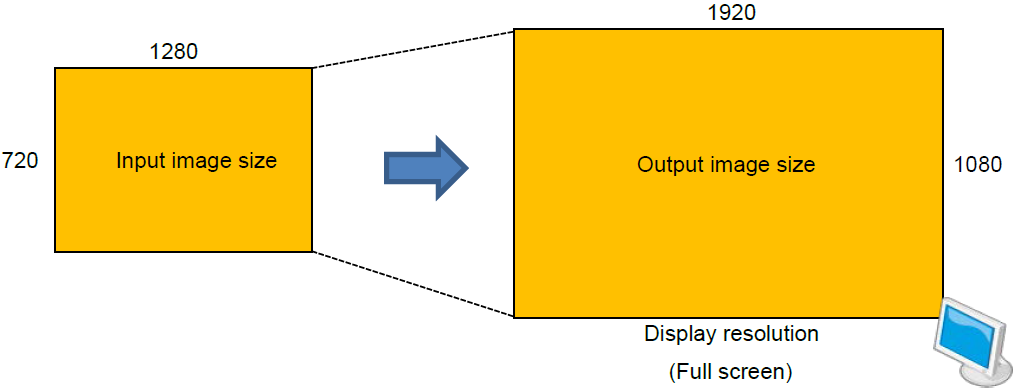 1920
1280
720
Input image size
Output image size
1080
Display resolution
(Full screen)